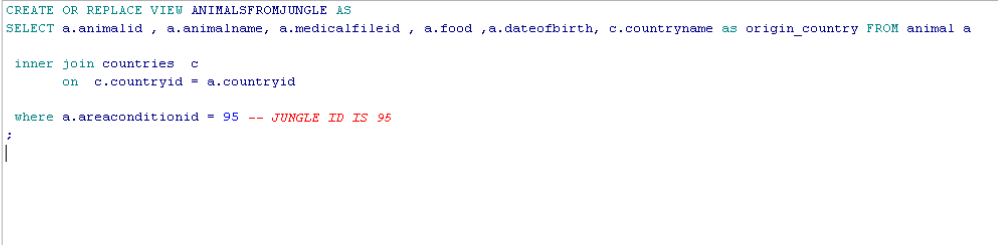 CREATE OR REPLACE VIEW ANIMALSFROMJUNGLE AS
SELECT a.animalid , a.animalname, a.medicalfileid , a.food ,a.dateofbirth, c.countryname as origin_country FROM animal a
inner join countries  c
on  c.countryid = a.countryid
where a.areaconditionid = 95 -- JUNGLE ID IS 95
;